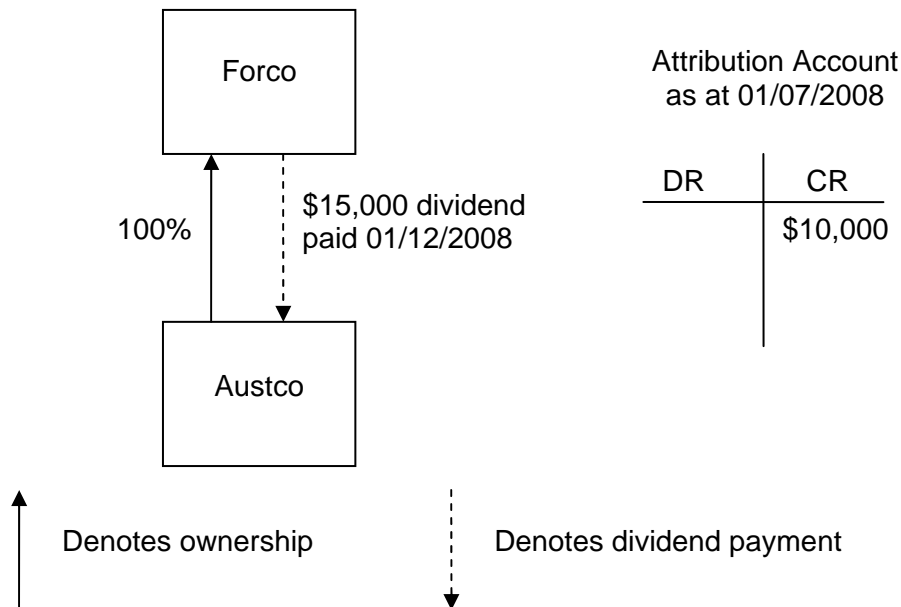 Forco
Attribution Account
as at 01/07/2008
DR CR
$10,000
100%
$15,000 dividend
paid 01/12/2008
Austco
Denotes ownership
Denotes dividend payment